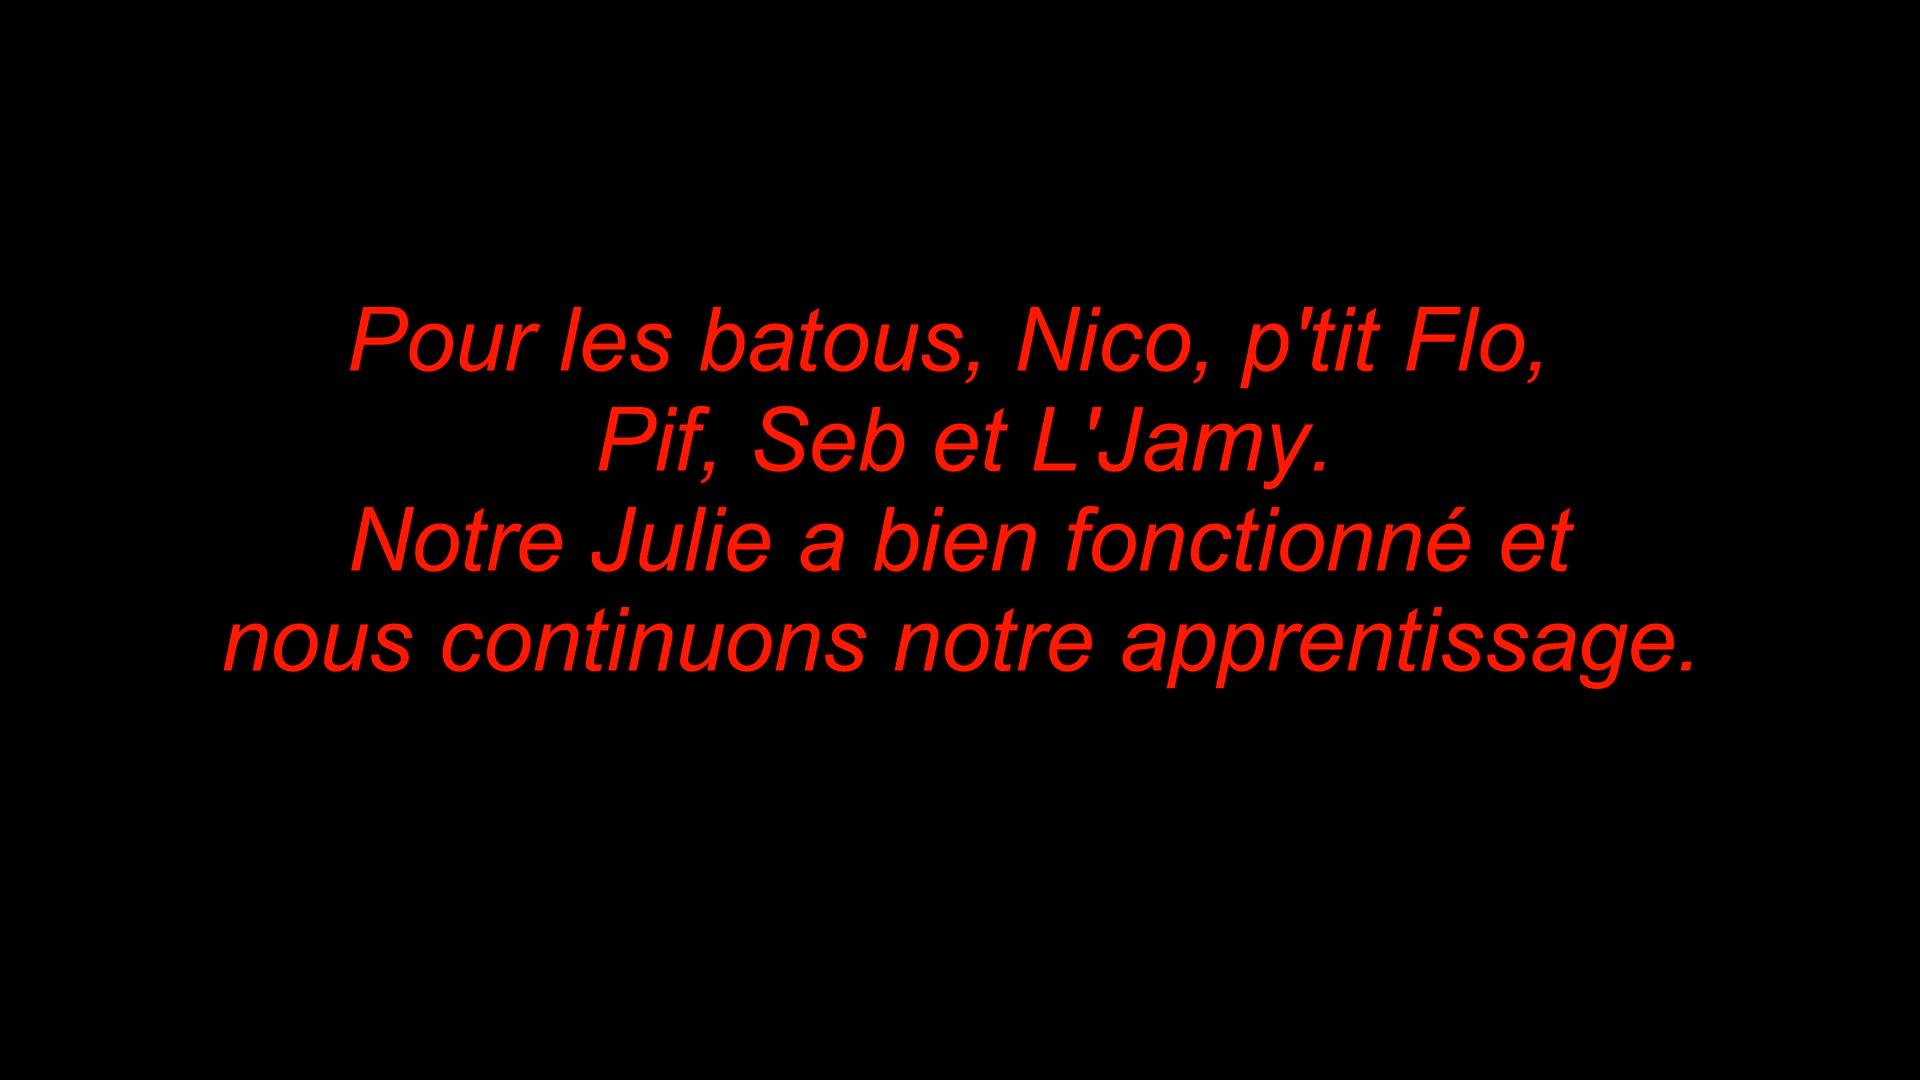 Pour les batous, Nico, p'tit Flo,
Pif, Seb et L'Jamy.
Notre Julie a bien fonctionné et
nous continuons notre apprentissage.